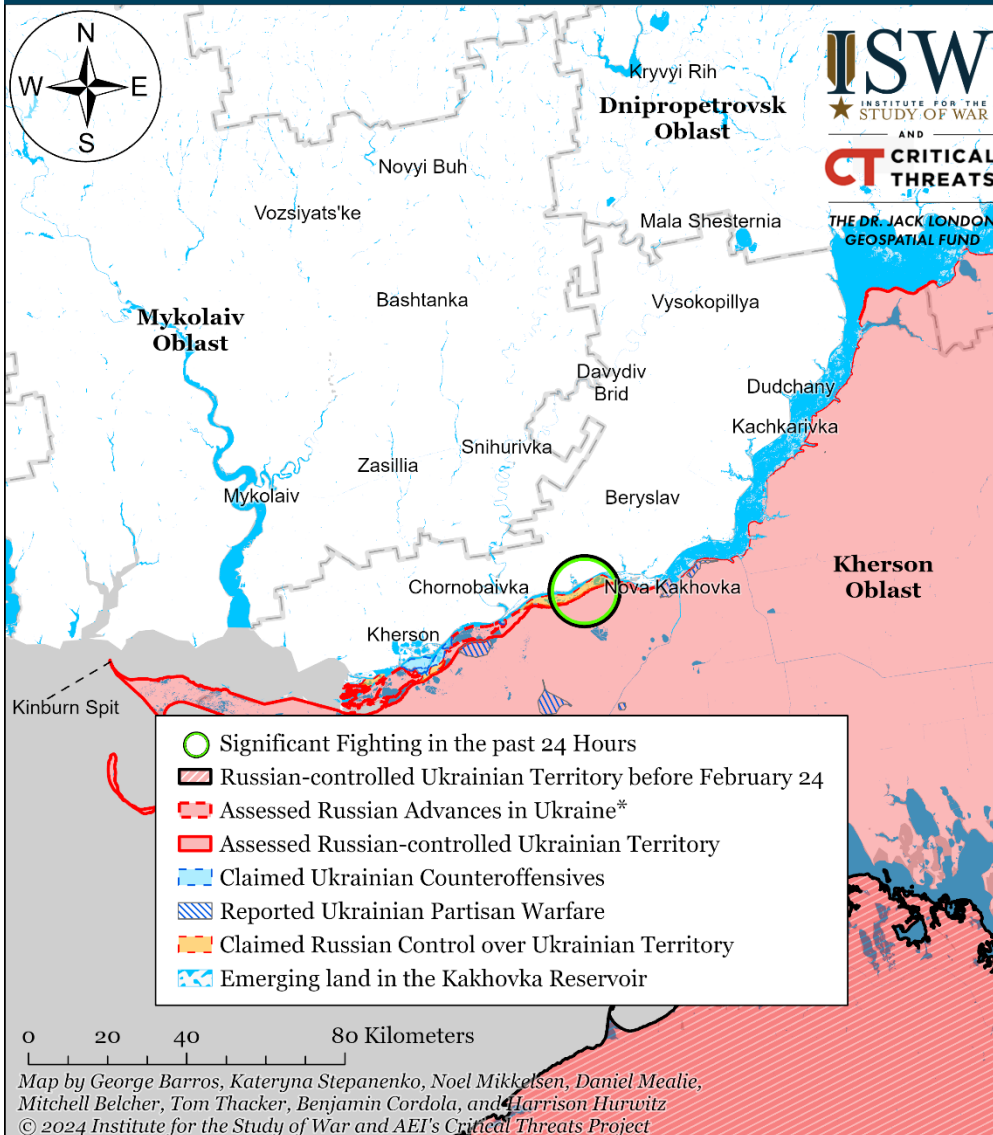 N
W
E
S
ISW
INSTITUTE FOR THE
STUDY OF WAR
AND
CT CRITICAL
THREATS
THE DR. JACK LONDON
GEOSPATIAL FUND
Kryvyi Rih
Dnipropetrovsk
Oblast
Novyi Buh
Vozsiyats'ke
Mala Shesternia
Bashtanka
Vysokopillya
Mykolaiv
Oblast
Davydiv
Brid
Dudchany
Kachkarivka
Snihurivka
Zasillia
Mykolaiv
Beryslav
Kherson
Oblast
Chornobaivka
Nova Kakhovka
Kherson
Kinburn Spit
Significant Fighting in the past 24 Hours
Russian-controlled Ukrainian Territory before February 24
Assessed Russian Advances in Ukraine*
Assessed Russian-controlled Ukrainian Territory
Claimed Ukrainian Counteroffensives
Reported Ukrainian Partisan Warfare
Claimed Russian Control over Ukrainian Territory
Emerging land in the Kakhovka Reservoir
0 20 40 80 Kilometers
Map by George Barros, Kateryna Stepanenko, Noel Mikkelsen, Daniel Mealie,
Mitchell Belcher, Tom Thacker, Benjamin Cordola, and Harrison Hurwitz
© 2024 Institute for the Study of War and AEI's Critical Threats Project